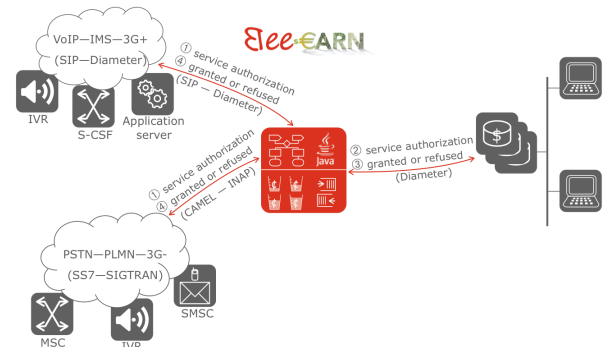 Elee-€ARN
VoIP—IMS—3G+
(SIP—Diameter)
IVR
S-CSF
Application
server
① service authorization
④ granted or refused
(SIP — Diameter)
① service authorization
④ granted or refused
(CAMEL — INAP)
Java
② service authorization
③ granted or refused
(Diameter)
$
PSTN—PLMN—3G-
(SS7—SIGTRAN)
SMSC
MSC
IVR